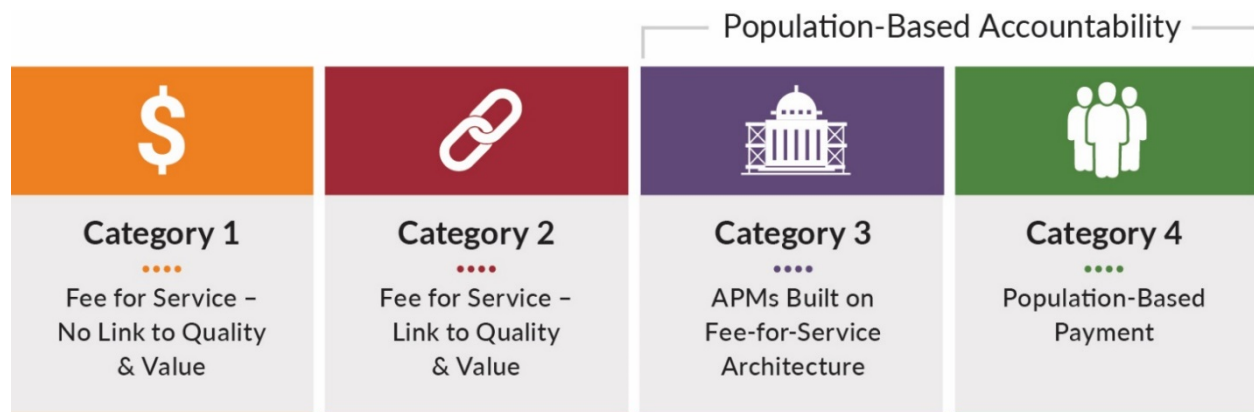 Population-Based Accountability
$
Category 1
Fee for Service –
No Link to Quality
& Value
Category 2
Fee for Service –
Link to Quality
& Value
Category 3
APMs Built on
Fee-for-Service
Architecture
Category 4
Population-Based
Payment